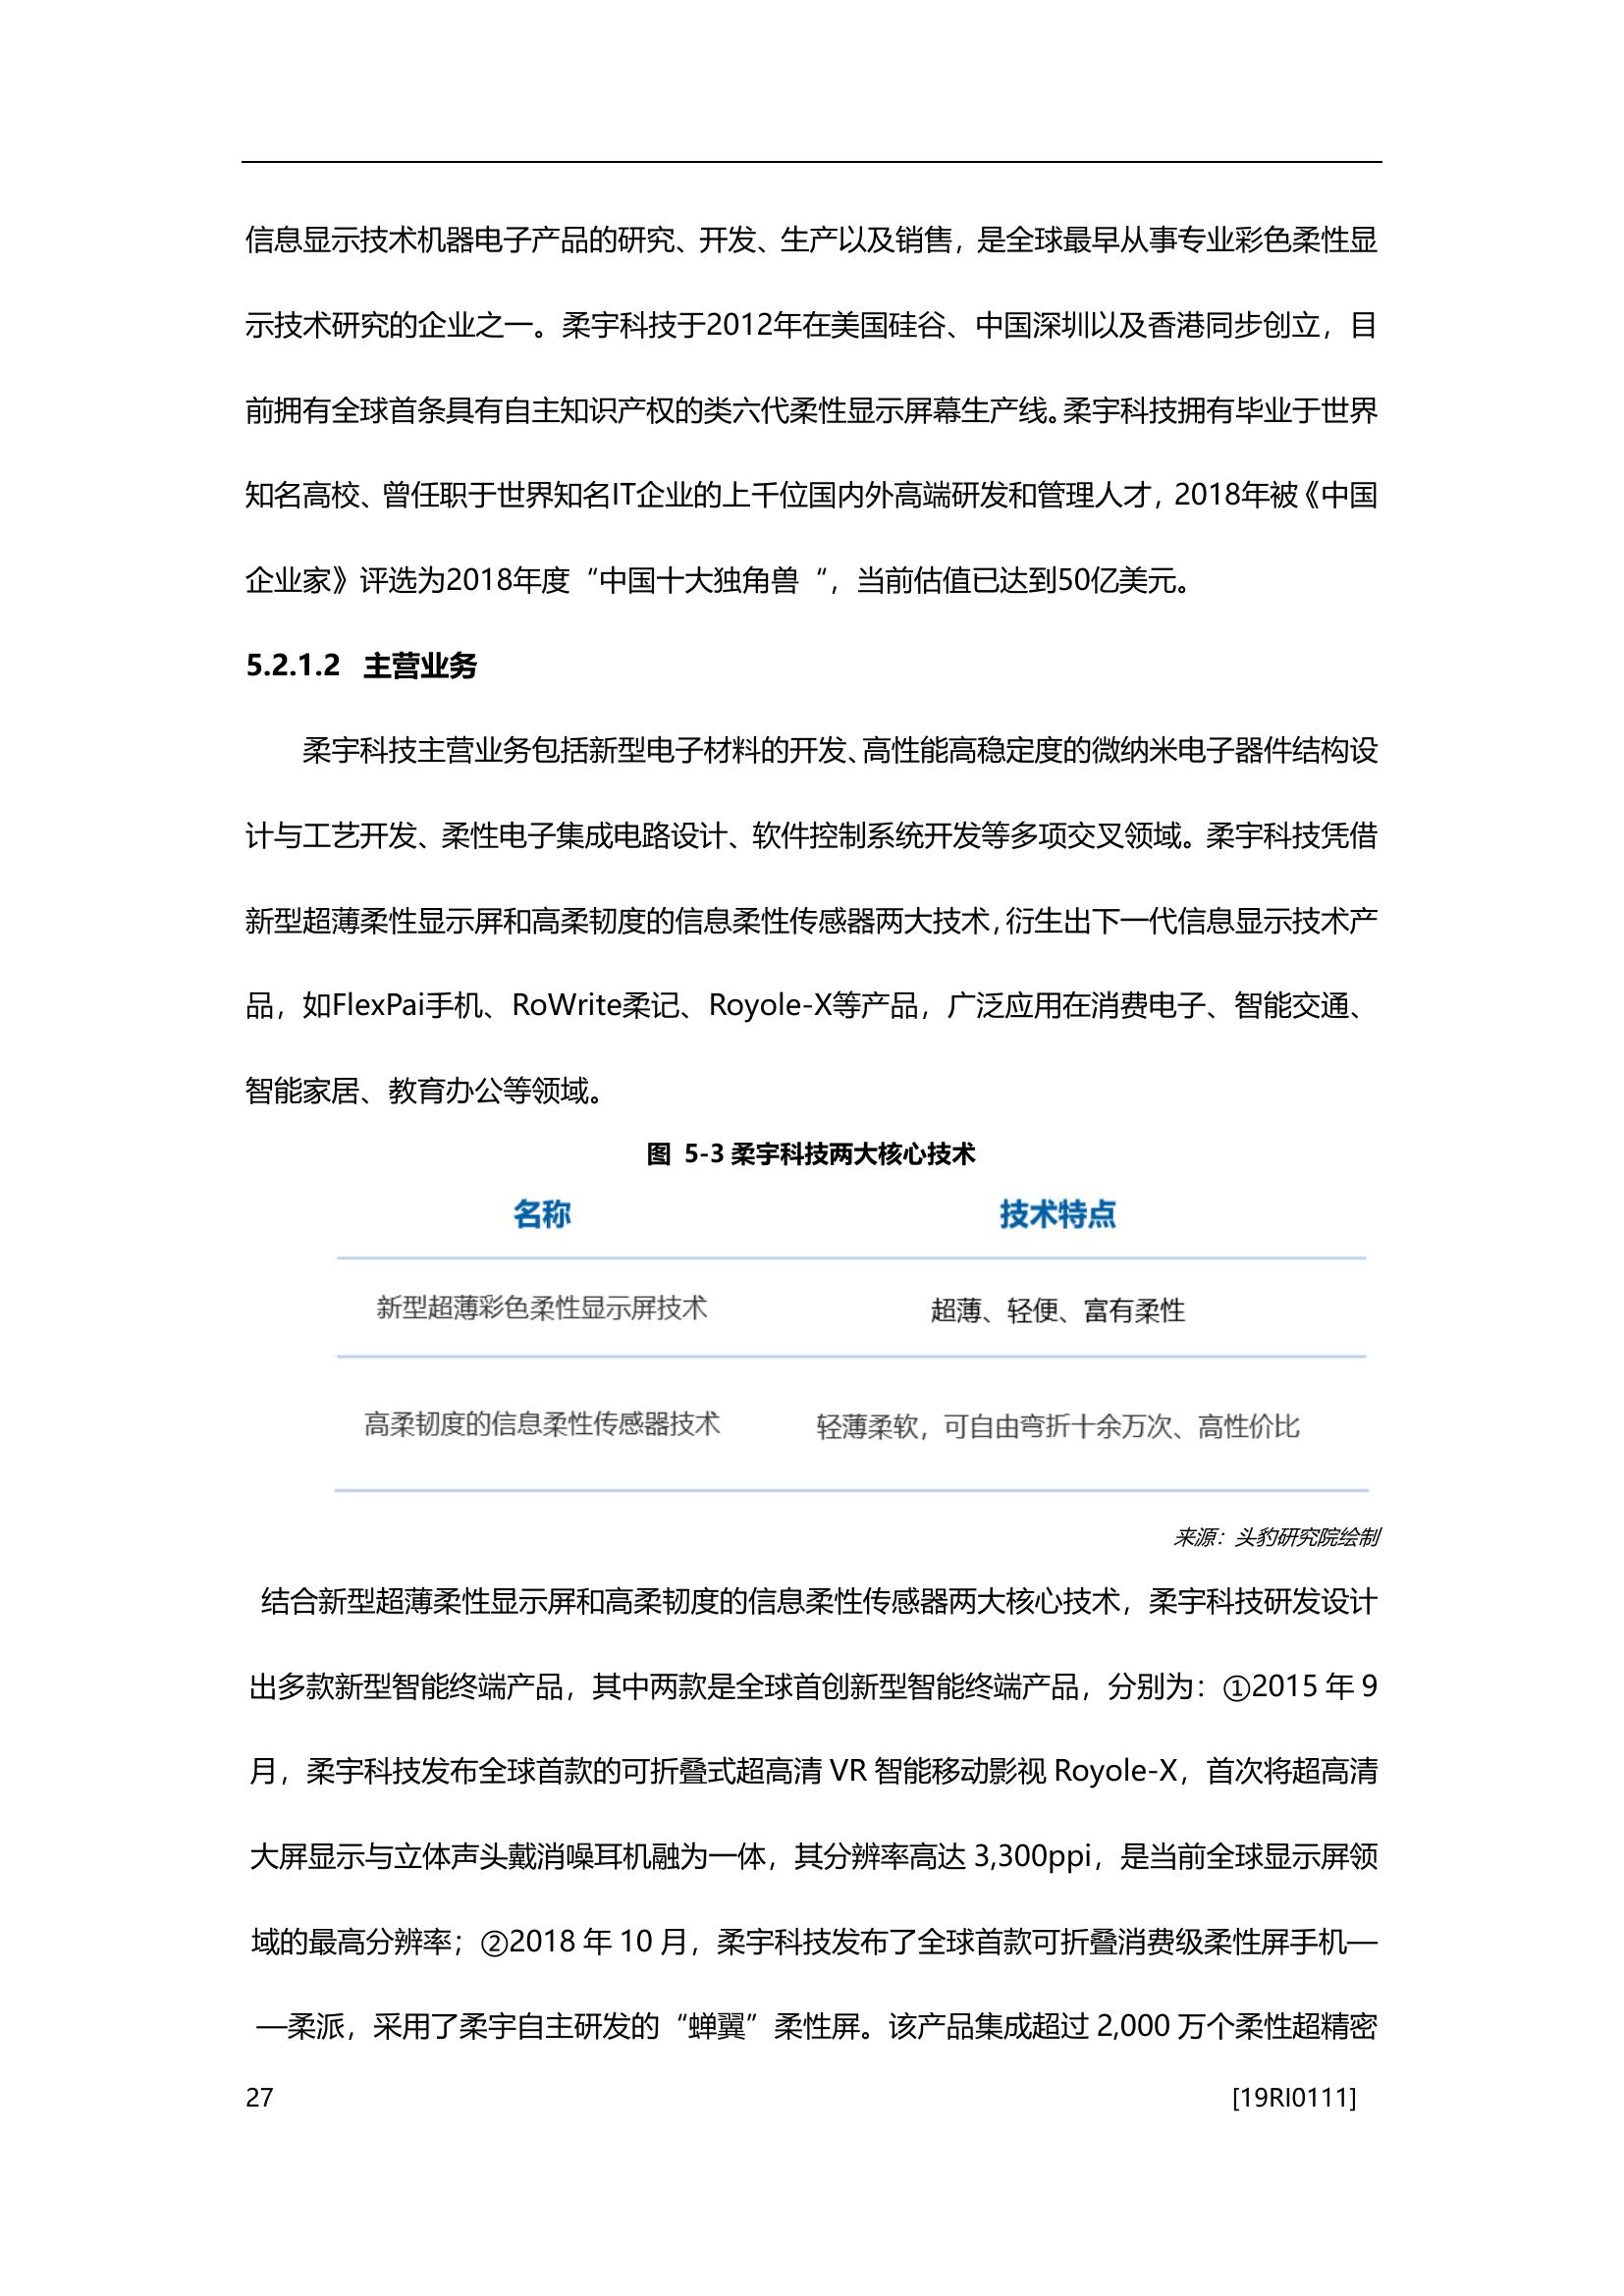 信息显示技术机器电子产品的研究、开发、生产以及销售，是全球最早从事专业彩色柔性显
示技术研究的企业之一。柔宇科技于2012年在美国硅谷、中国深圳以及香港同步创立，目
前拥有全球首条具有自主知识产权的类六代柔性显示屏幕生产线。柔宇科技拥有毕业于世界
知名高校、曾任职于世界知名IT企业的上千位国内外高端研发和管理人才，2018年被《中国
企业家》评选为2018年度“中国十大独角兽“，当前估值已达到50亿美元。
5.2.1.2 主营业务
柔宇科技主营业务包括新型电子材料的开发、高性能高稳定度的微纳米电子器件结构设
计与工艺开发、柔性电子集成电路设计、软件控制系统开发等多项交叉领域。柔宇科技凭借
新型超薄柔性显示屏和高柔韧度的信息柔性传感器两大技术，衍生出下一代信息显示技术产
品，如FlexPai手机、RoWrite柔记、Royole-X等产品，广泛应用在消费电子、智能交通、
智能家居、教育办公等领域。
图 5-3 柔宇科技两大核心技术
名称 技术特点
新型超薄彩色柔性显示屏技术 超薄、轻便、富有柔性
高柔韧度的信息柔性传感器技术 轻薄柔软，可自由弯折十余万次、高性价比
来源：头豹研究院绘制
结合新型超薄柔性显示屏和高柔韧度的信息柔性传感器两大核心技术，柔宇科技研发设计
出多款新型智能终端产品，其中两款是全球首创新型智能终端产品，分别为：①2015 年 9
月，柔宇科技发布全球首款的可折叠式超高清 VR 智能移动影视 Royole-X，首次将超高清
大屏显示与立体声头戴消噪耳机融为一体，其分辨率高达 3,300ppi，是当前全球显示屏领
域的最高分辨率；②2018 年 10 月，柔宇科技发布了全球首款可折叠消费级柔性屏手机—
—柔派，采用了柔宇自主研发的“蝉翼”柔性屏。该产品集成超过 2,000 万个柔性超精密
27 [19RI0111]